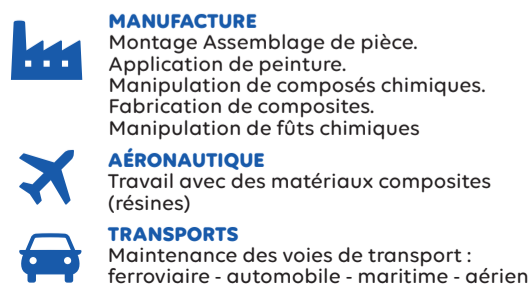 MANUFACTURE
Montage Assemblage de pièce.
Application de peinture.
Manipulation de composés chimiques.
Fabrication de composites.
Manipulation de fûts chimiques
AÉRONAUTIQUE
Travail avec des matériaux composites
(résines)
TRANSPORTS
Maintenance des voies de transport :
ferroviaire - automobile - maritime - aérien